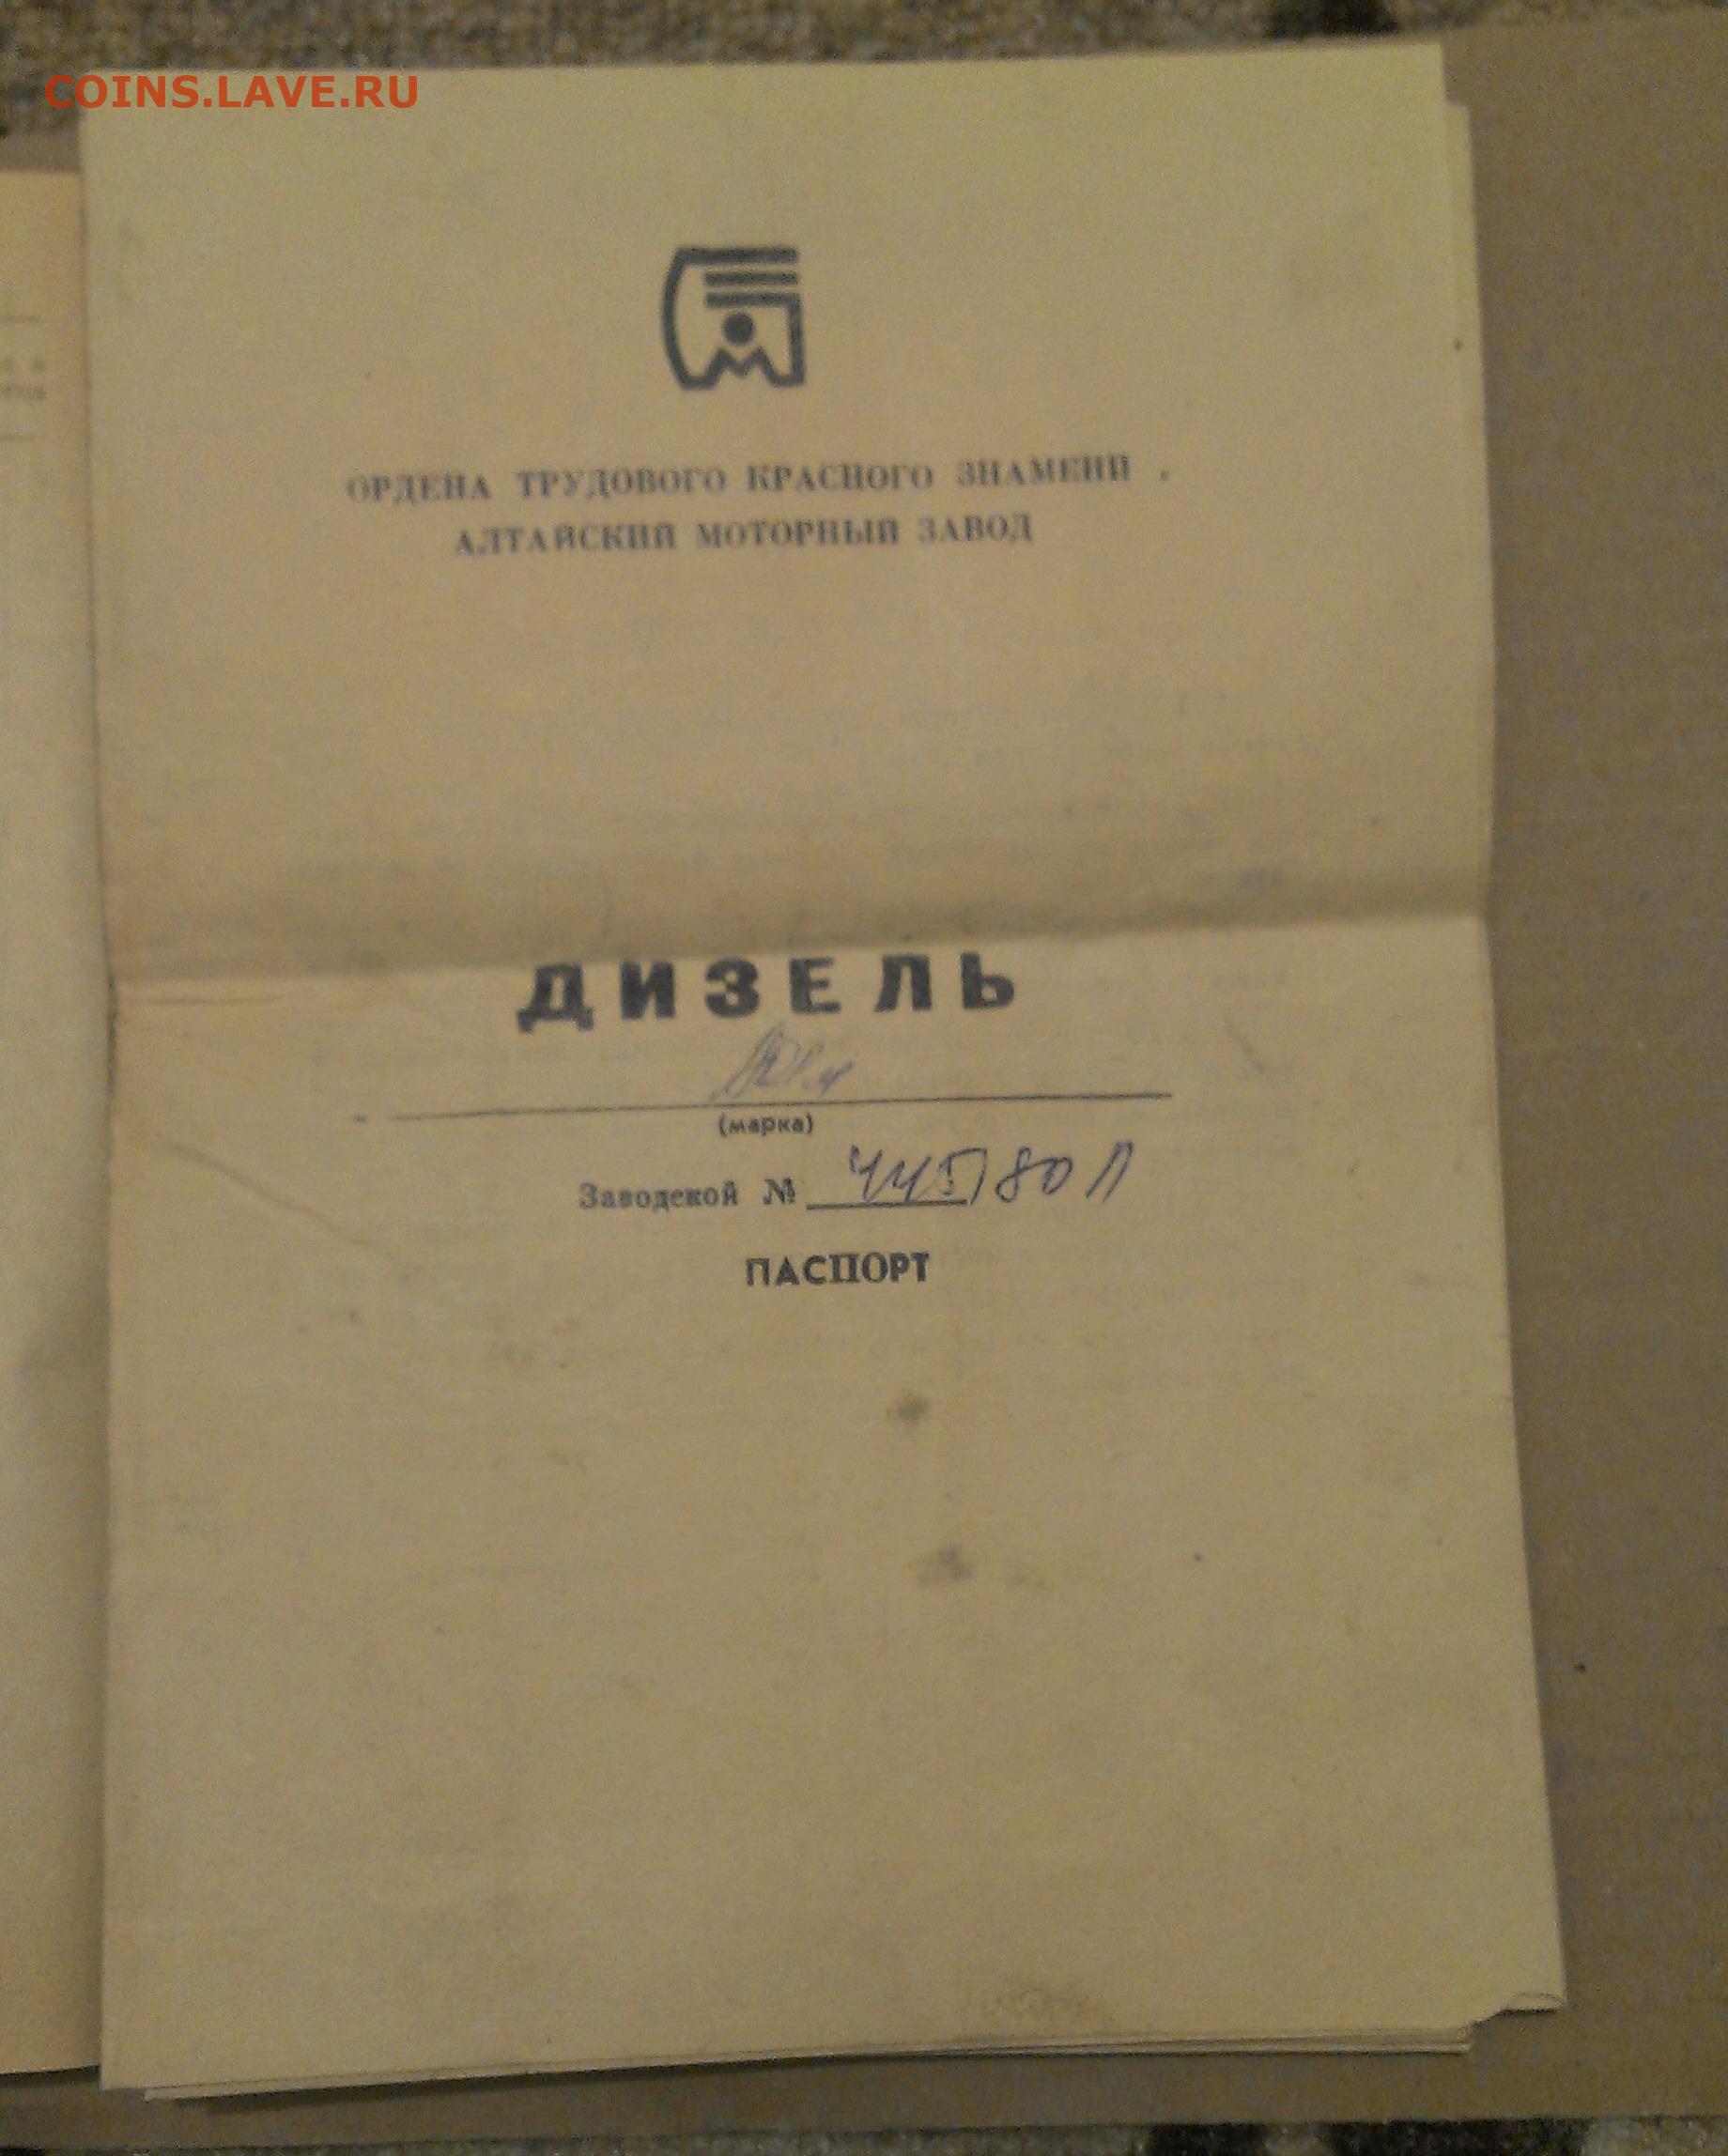 COINS.LAVE.RU
ОРДЕНА ТРУДОВОГО КРАСНОГО ЗНАМЕНИ
АЛТАЙСКИЙ МОТОРНЫЙ ЗАВОД
ДИЗЕЛЬ
(марка)
Заводской №
ПАСПОРТ